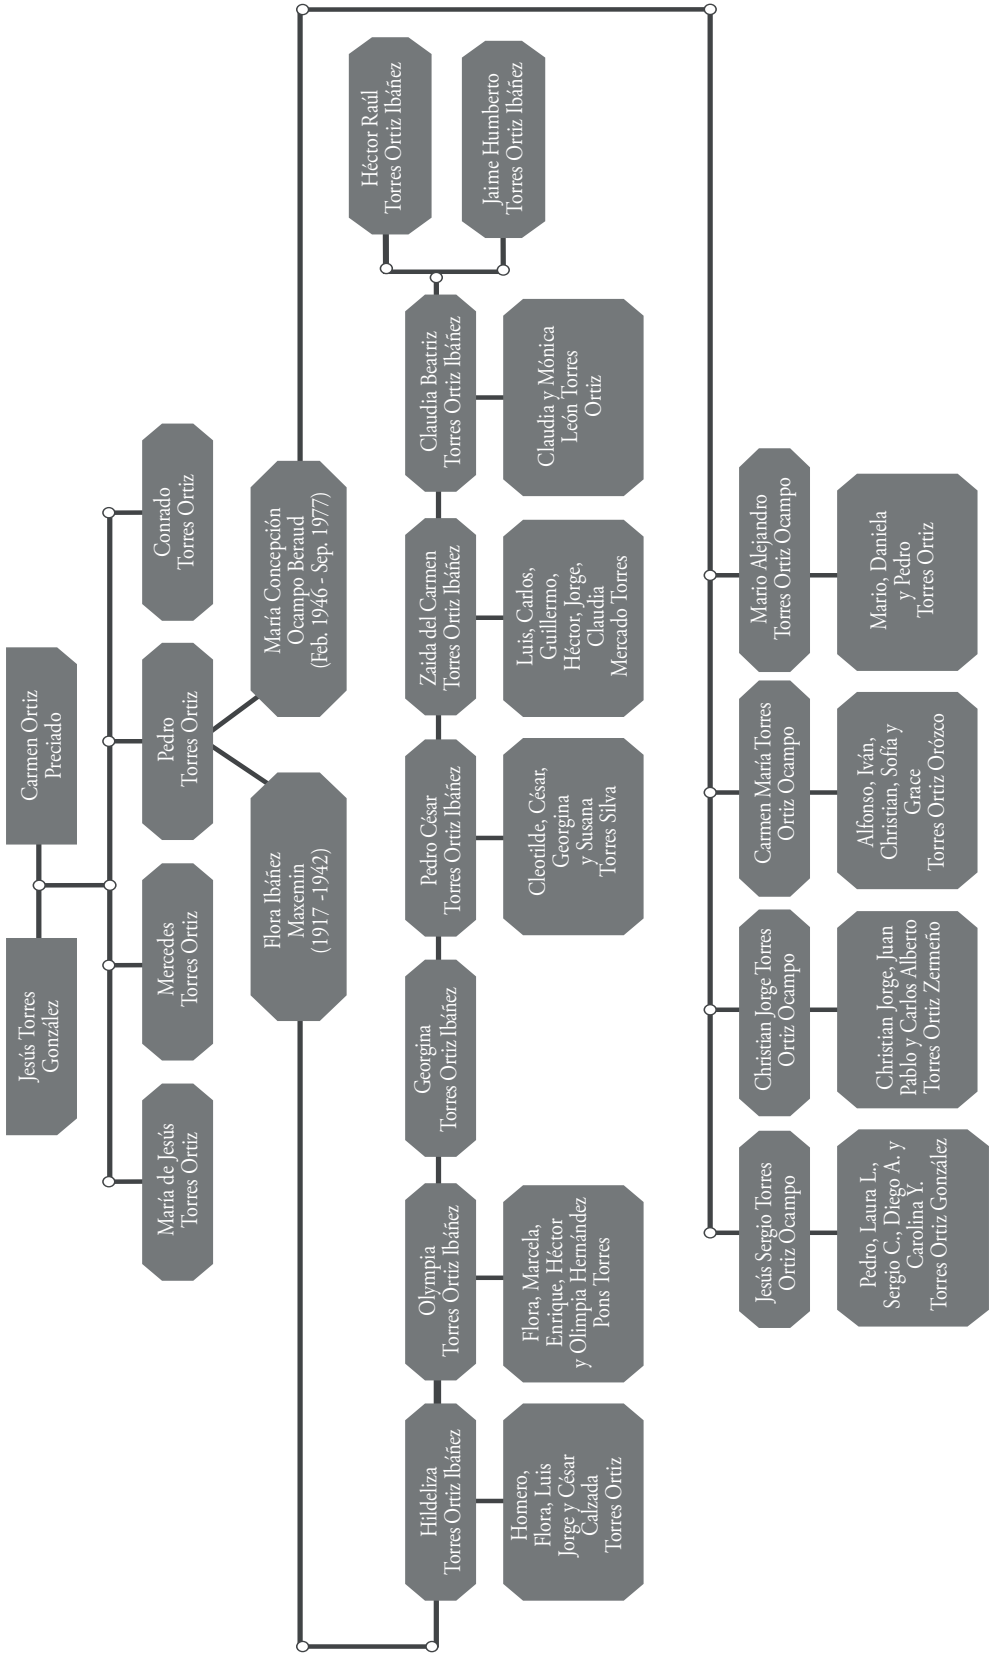 Jesús Torres
González
Carmen Ortiz
Preciado
María de Jesús
Torres Ortiz
Mercedes
Torres Ortiz
Pedro
Torres Ortiz
Conrado
Torres Ortiz
Flora Ibáñez
Maxemin
(1917 -1942)
María Concepción
Ocampo Beraud
(Feb. 1946 - Sep. 1977)
Hildeliza
Torres Ortiz Ibáñez
Olympia
Torres Ortiz Ibáñez
Georgina
Torres Ortiz Ibáñez
Pedro César
Torres Ortiz Ibáñez
Zaida del Carmen
Torres Ortiz Ibáñez
Claudia Beatriz
Torres Ortiz Ibáñez
Héctor Raúl
Torres Ortiz Ibáñez
Jaime Humberto
Torres Ortiz Ibáñez
Homero,
Flora, Luis
Jorge y César
Calzada
Torres Ortiz
Flora, Marcela,
Enrique, Héctor
y Olimpia Hernández
Pons Torres
Cleotilde, César,
Georgina
y Susana
Torres Silva
Luis, Carlos,
Guillermo,
Héctor, Jorge,
Claudia
Mercado Torres
Claudia y Mónica
León Torres
Ortiz
Jesús Sergio Torres
Ortiz Ocampo
Christian Jorge Torres
Ortiz Ocampo
Carmen María Torres
Ortiz Ocampo
Mario Alejandro
Torres Ortiz Ocampo
Pedro, Laura L.,
Sergio C., Diego A. y
Carolina Y.
Torres Ortiz González
Christian Jorge, Juan
Pablo y Carlos Alberto
Torres Ortiz Zermeño
Alfonso, Iván,
Christian, Sofía y
Grace
Torres Ortiz Orózco
Mario, Daniela
y Pedro
Torres Ortiz